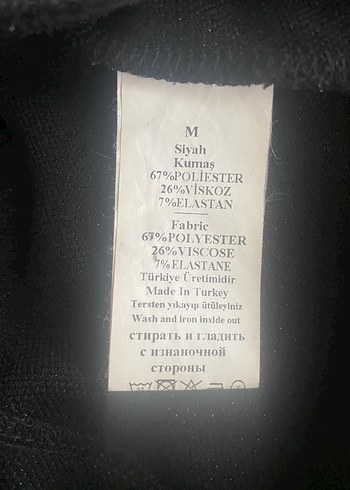 M
Siyah
Kumaş
67%POLİESTER
26%VİSKOZ
7%ELASTAN
Fabric
67%POLYESTER
26%VISCOSE
7%ELASTANE
Türkiye Üretimidir
Made In Turkey
Tersten yıkayıp ütüleyiniz
Wash and iron inside out
стирать и гладить
с изнаночной
стороны